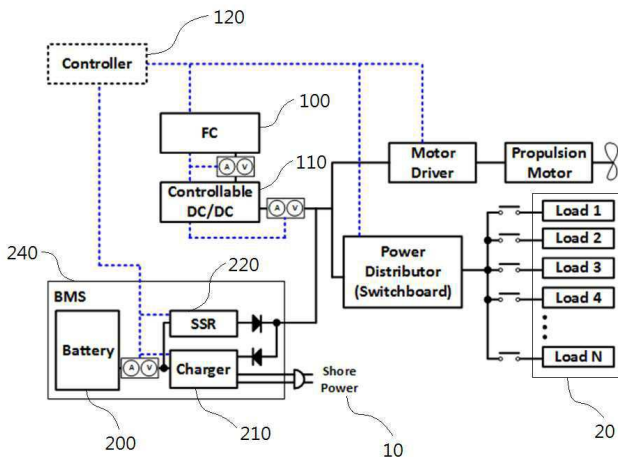 120
Controller
100
FC
A V
110
Controllable
DC/DC
A V
Motor
Driver
Propulsion
Motor
Load 1
Load 2
Load 3
Load 4
Load N
Power
Distributor
(Switchboard)
240
220
BMS
SSR
Battery
A V
Charger
Shore
Power
200
210
10
20